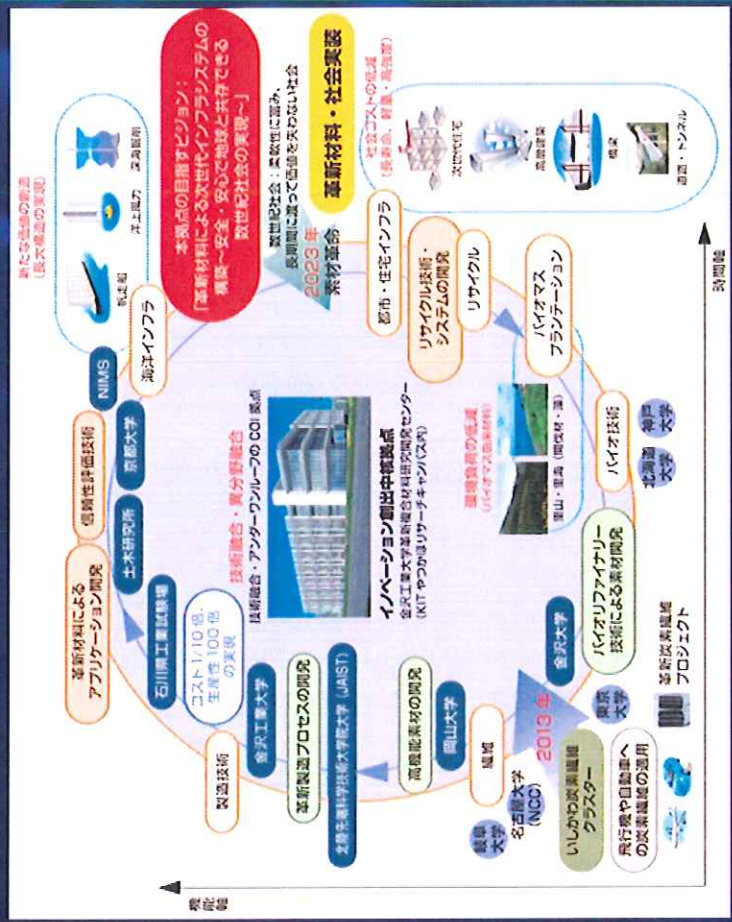 機能軸
時間軸
本拠点の目指すビジョン：
「革新材料による次世代インフラシステムの
構築～安全・安心で地球と共存できる
数世紀社会の実現～」
数世紀社会：柔軟性に富み、
長期間に渡って価値を失わない社会
2023年
素材革命
革新材料・社会実装
新たな価値の創造
(長大構造の実現)
帆走船
洋上風力
深海掘削
海洋インフラ
NIMS
信頼性評価技術
京都大学
土木研究所
革新材料による
アプリケーション開発
石川県工業試験場
コスト1/10倍、
生産性100倍
の実現
製造技術
金沢工業大学
革新製造プロセスの開発
北陸先端科学技術大学院大学 (JAIST)
技術融合・異分野融合
技術融合・アンダーワンルーフのCOI拠点
イノベーション創出中核拠点
金沢工業大学革新複合材料研究開発センター
(KIT やつかほリサーチキャンパス内)
高機能素材の開発
岡山大学
繊維
岐阜
大学
名古屋大学
(NCC)
2013年
東京
大学
いしかわ炭素繊維
クラスター
飛行機や自動車へ
の炭素繊維の適用
革新炭素繊維
プロジェクト
金沢大学
バイオリファイナリー
技術による素材開発
バイオ技術
北海道
大学
神戸
大学
環境負荷の低減
(バイオマス由来材料)
里山・里海 (間伐材・藻)
バイオマス
プランテーション
リサイクル
リサイクル技術・
システムの開発
都市・住宅インフラ
社会コストの低減
(長寿命、軽量・高強度)
次世代住宅
高層建築
橋梁
道路・トンネル